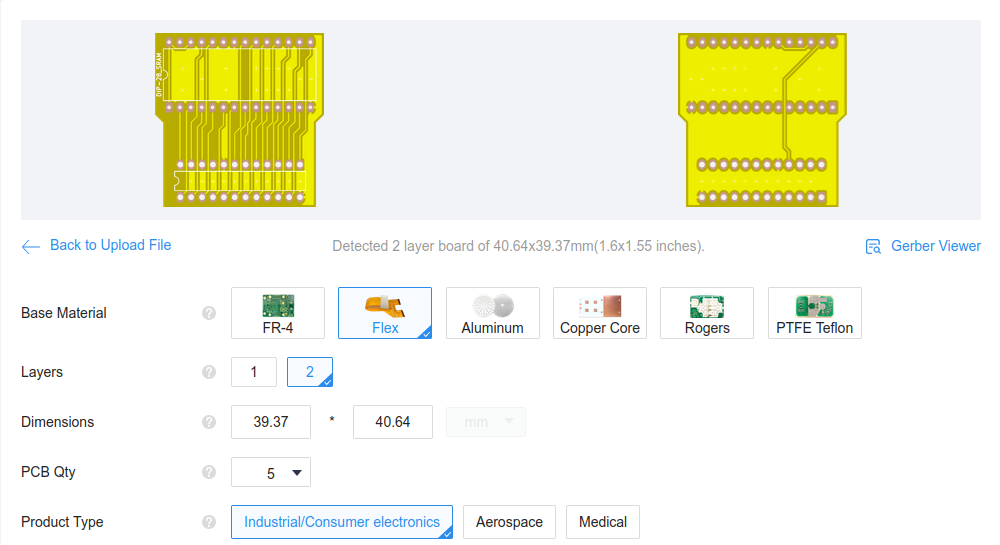 DIP-28_SRAM
Back to Upload File
Detected 2 layer board of 40.64x39.37mm(1.6x1.55 inches).
Gerber Viewer
Base Material ?
FR-4
Flex
Aluminum
Copper Core
Rogers
PTFE Teflon
Layers ? 1 2
Dimensions ? 39.37 * 40.64 mm
PCB Qty ? 5
Product Type ? Industrial/Consumer electronics Aerospace Medical